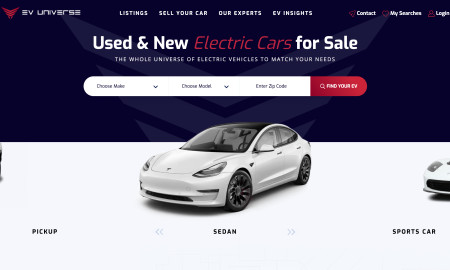 EV UNIVERSE
LISTINGS SELL YOUR CAR OUR EXPERTS EV INSIGHTS
Contact My Searches Login
Used & New Electric Cars for Sale
THE WHOLE UNIVERSE OF ELECTRIC VEHICLES TO MATCH YOUR NEEDS
Choose Make Choose Model Enter Zip Code FIND YOUR EV
PICKUP SEDAN SPORTS CAR